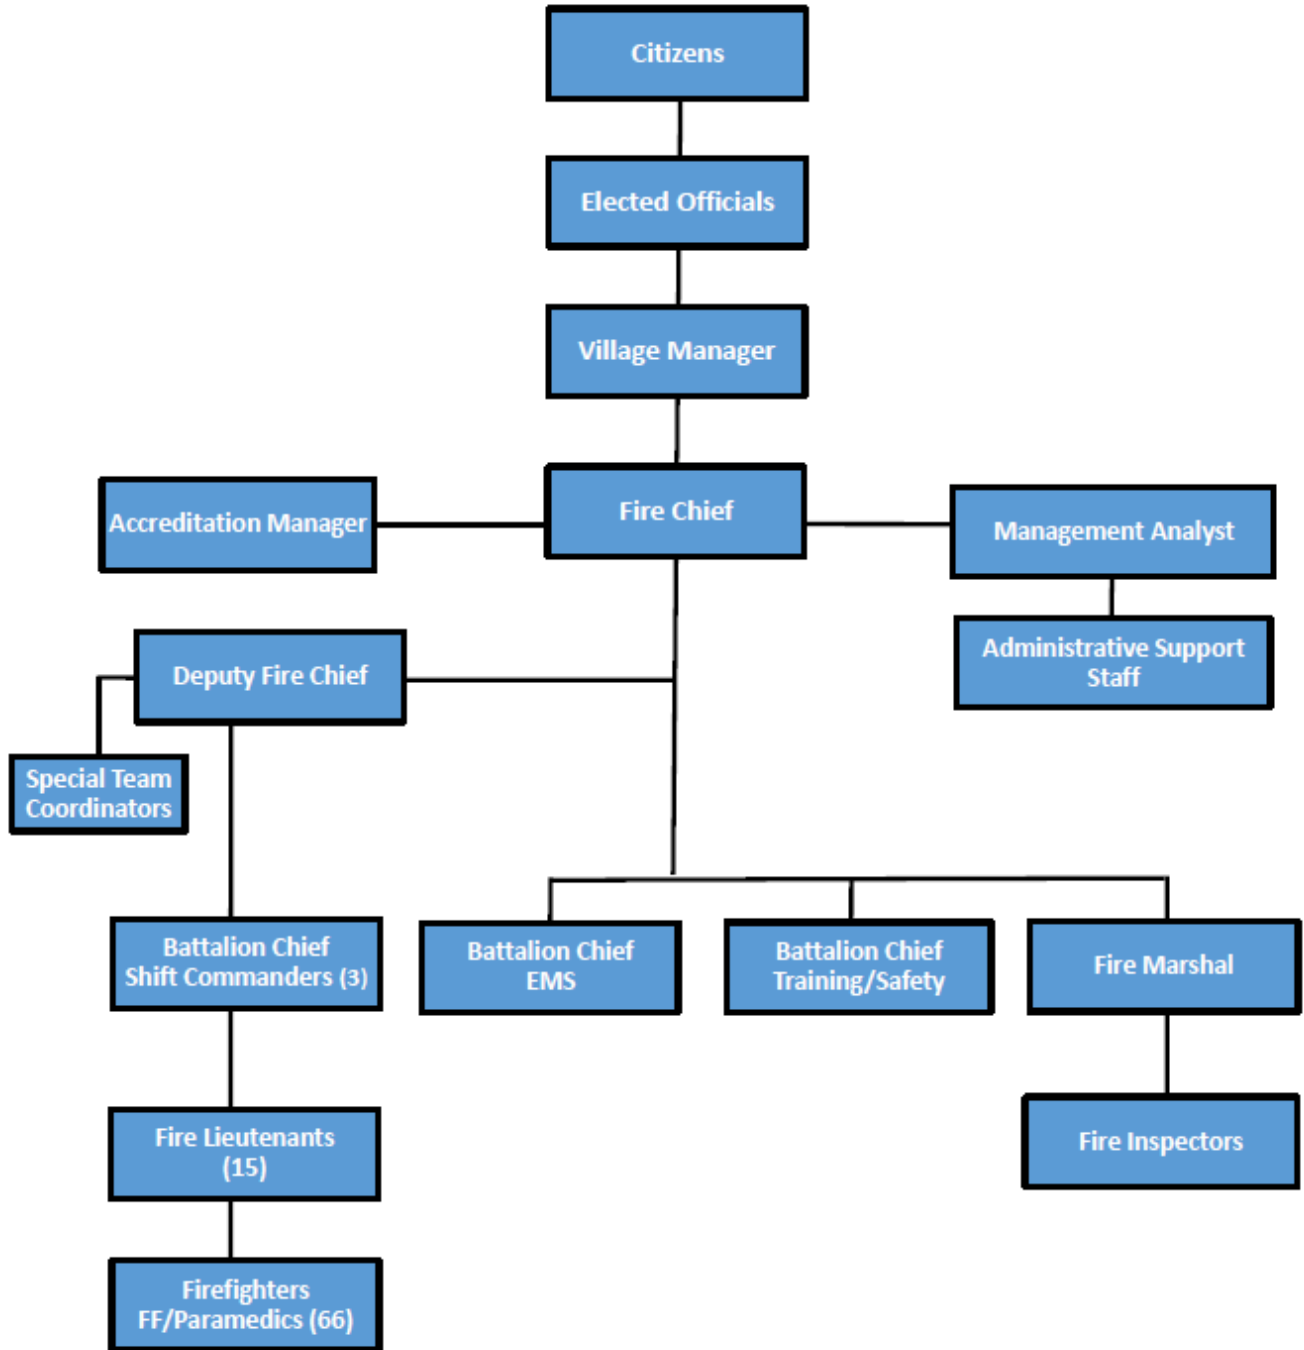 Citizens
Elected Officials
Village Manager
Fire Chief
Accreditation Manager
Management Analyst
Administrative Support
Staff
Deputy Fire Chief
Special Team
Coordinators
Battalion Chief
Shift Commanders (3)
Battalion Chief
EMS
Battalion Chief
Training/Safety
Fire Marshal
Fire Lieutenants
(15)
Fire Inspectors
Firefighters
FF/Paramedics (66)